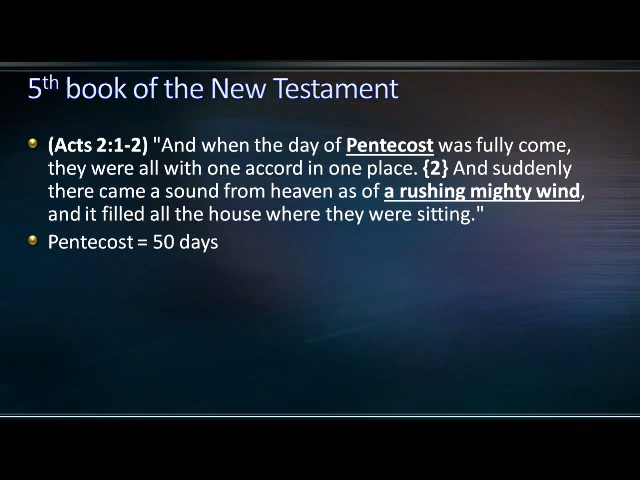 5th book of the New Testament
(Acts 2:1-2) "And when the day of Pentecost was fully come,
they were all with one accord in one place. {2} And suddenly
there came a sound from heaven as of a rushing mighty wind,
and it filled all the house where they were sitting."
Pentecost = 50 days